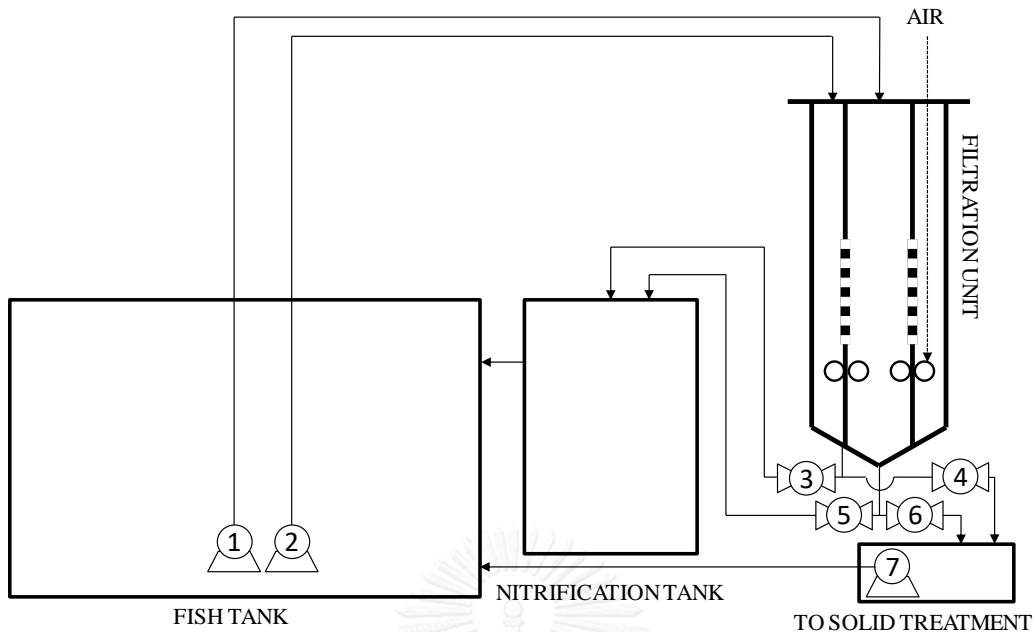 AIR
FILTRATION UNIT
3
4
5
6
1
2
7
NITRIFICATION TANK
FISH TANK
TO SOLID TREATMENT